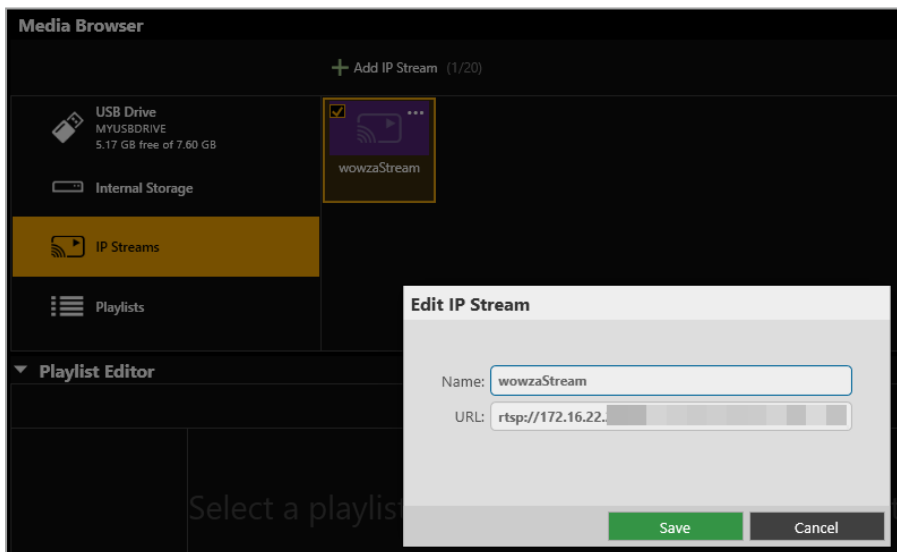 Media Browser
Add IP Stream (1/20)
USB Drive
MYUSBDRIVE
5.17 GB free of 7.60 GB
wowzaStream
Internal Storage
IP Streams
Playlists
Edit IP Stream
Playlist Editor
Name: wowzaStream
URL: rtsp://172.16.22.
Select a playlist
Save
Cancel